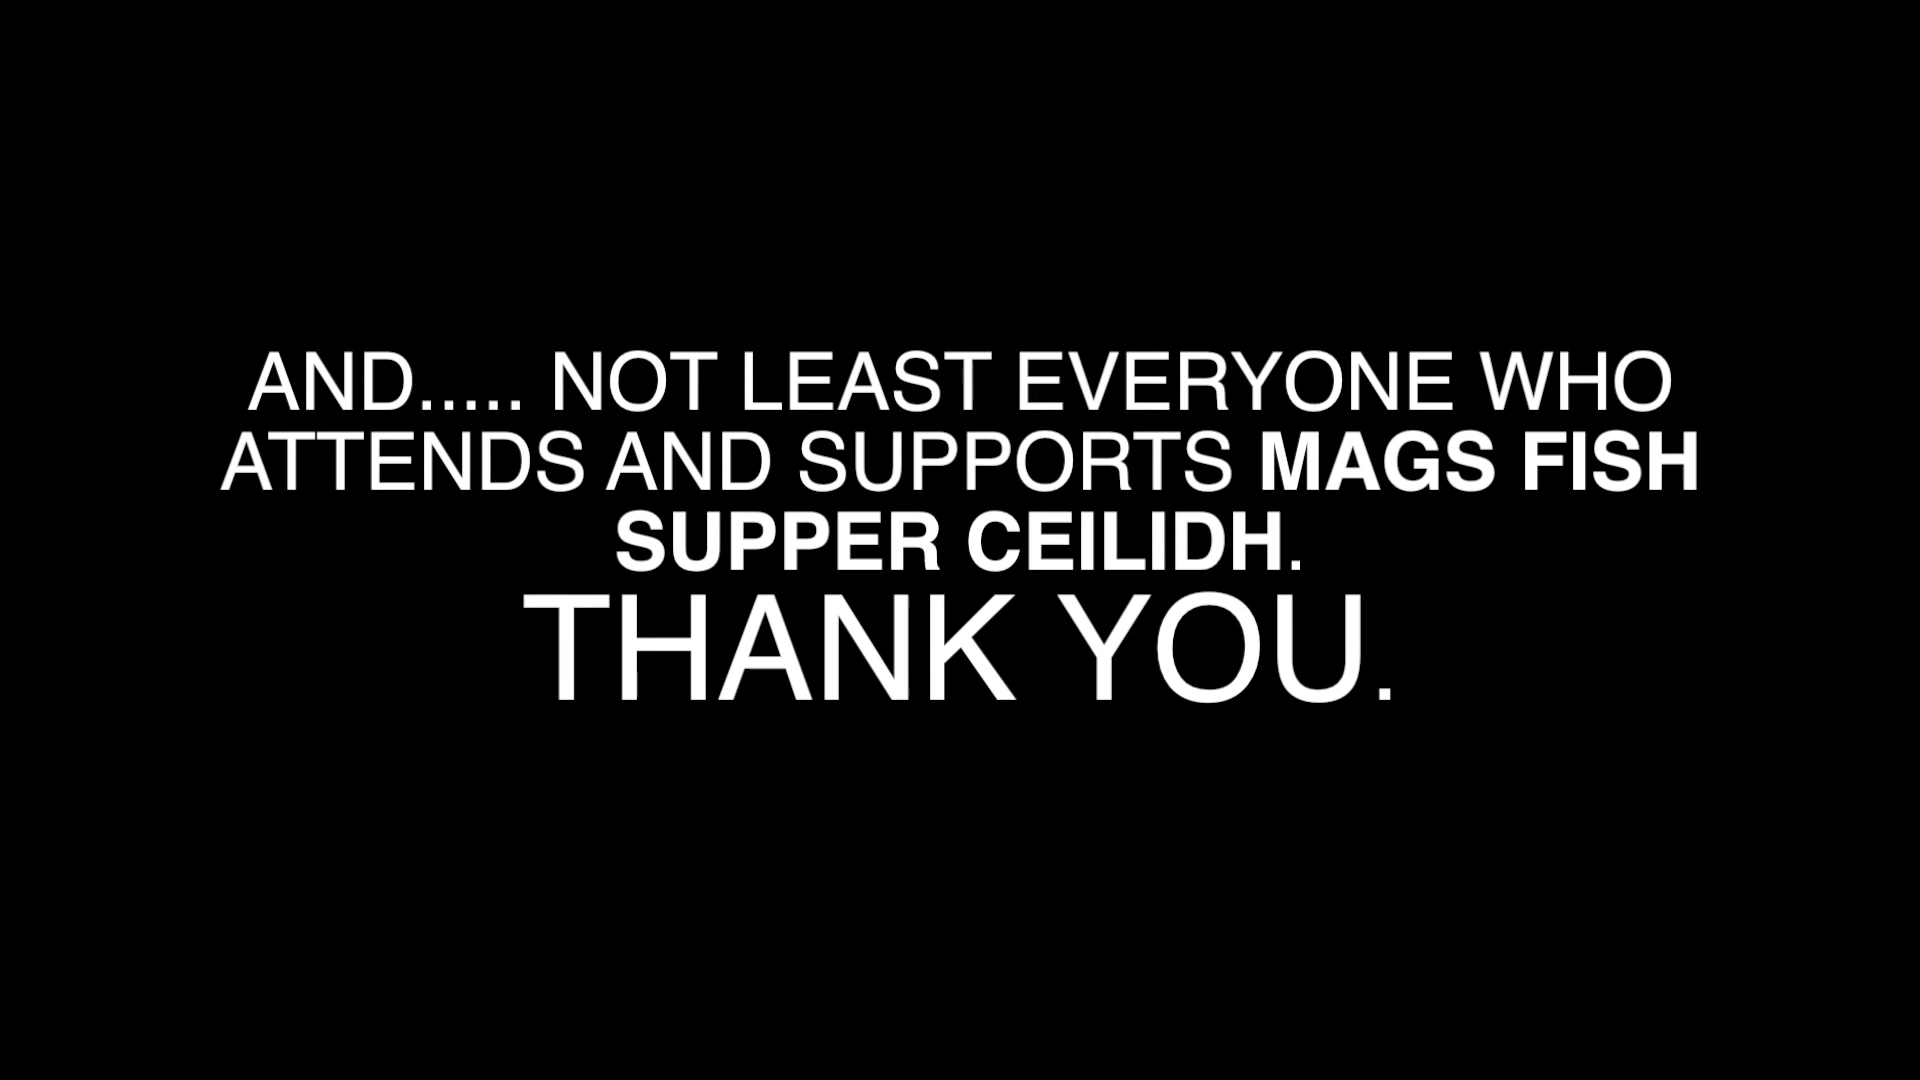 AND..... NOT LEAST EVERYONE WHO
ATTENDS AND SUPPORTS MAGS FISH
SUPPER CEILIDH.
THANK YOU.